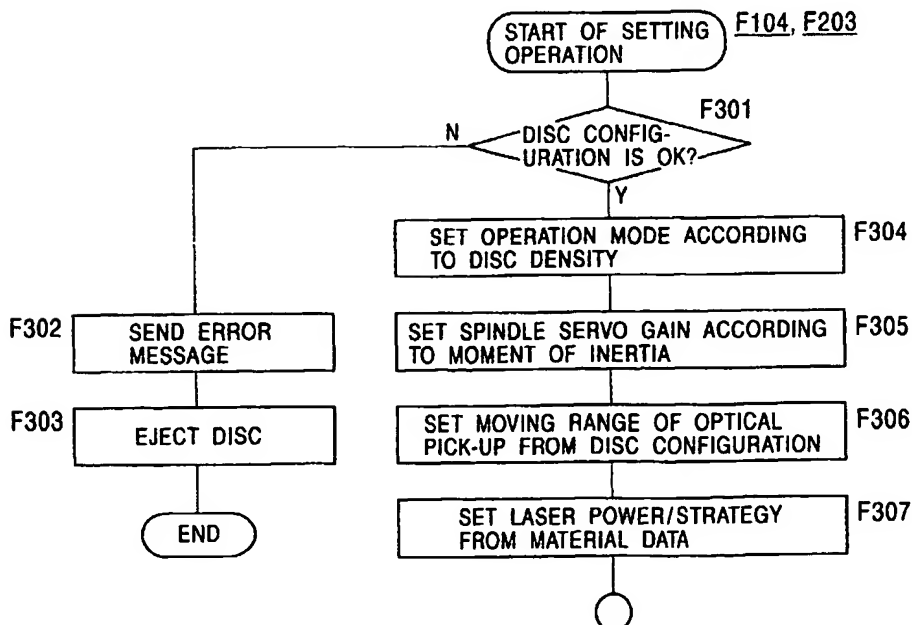 START OF SETTING
OPERATION
F104, F203
F301
N
DISC CONFIG-
URATION IS OK?
Y
SET OPERATION MODE ACCORDING
TO DISC DENSITY
F304
F302
SEND ERROR
MESSAGE
SET SPINDLE SERVO GAIN ACCORDING
TO MOMENT OF INERTIA
F305
F303
EJECT DISC
SET MOVING RANGE OF OPTICAL
PICK-UP FROM DISC CONFIGURATION
F306
END
SET LASER POWER/STRATEGY
FROM MATERIAL DATA
F307